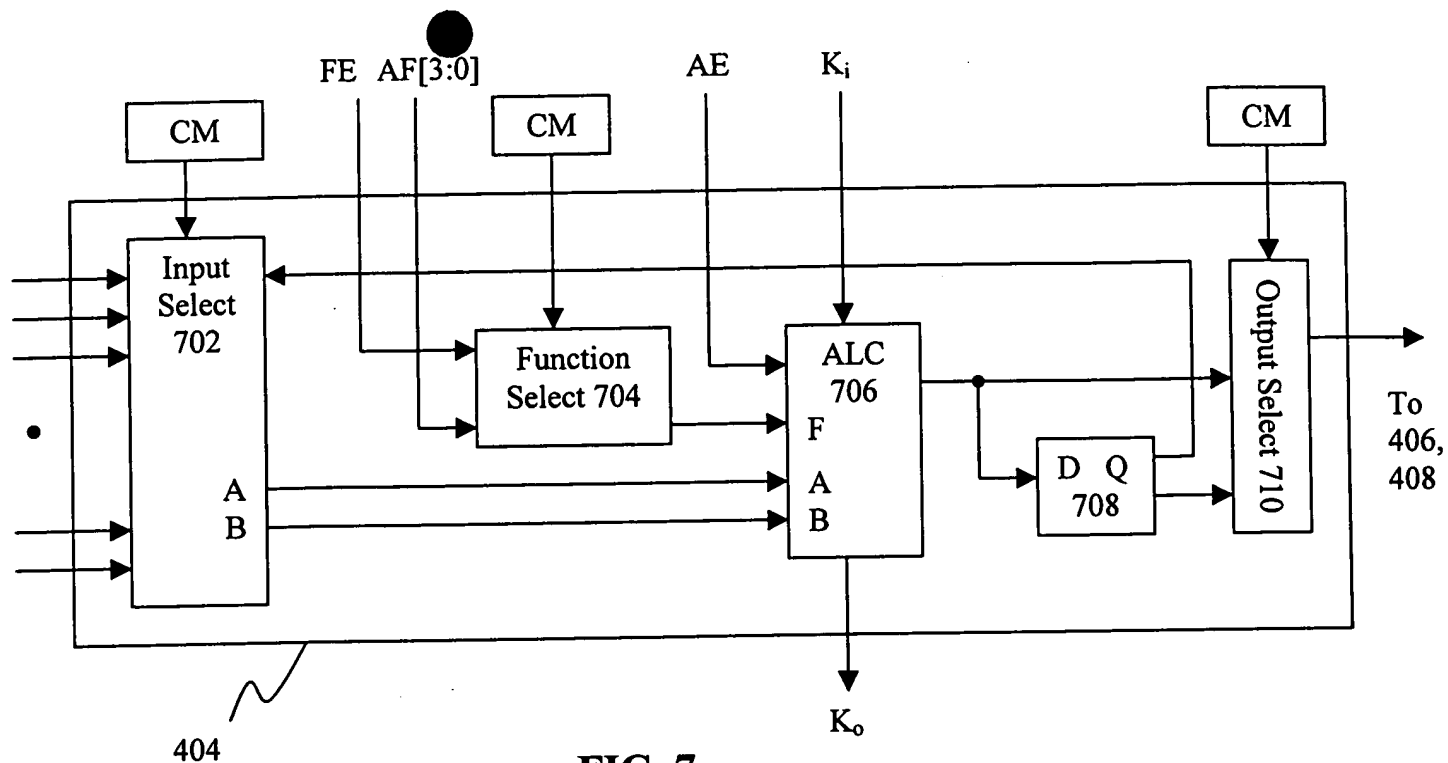 FE AF[3:0] AE Ki
CM CM CM
Input
Select
702
A
B
Function
Select 704
ALC
706
F
A
B
D Q
708
Output Select 710
To
406,
408
Ko
404
FIG. 7